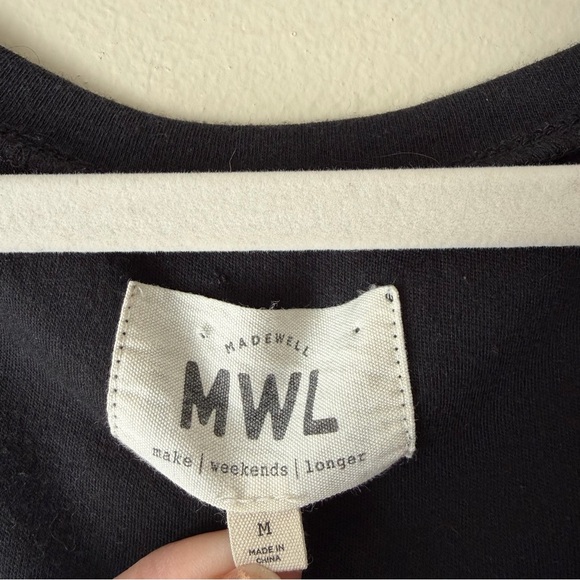 MADEWELL
MWL
make | weekends | longer
M
MADE IN
CHINA